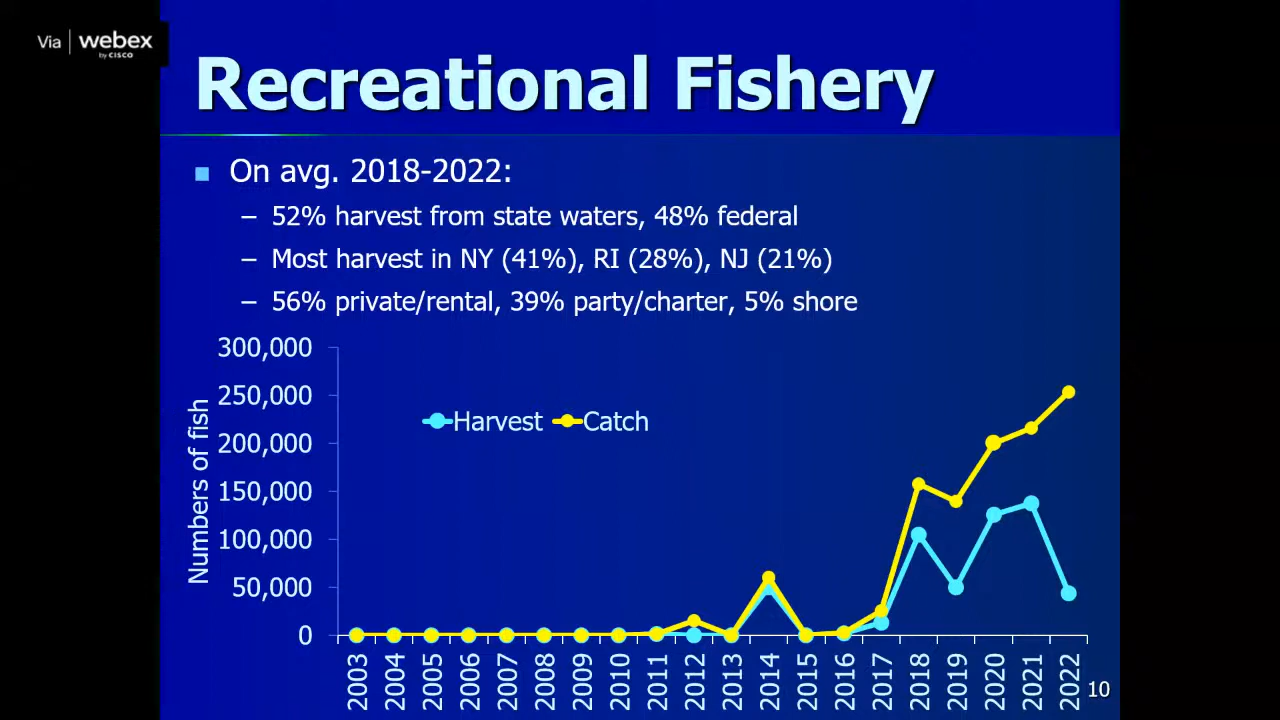 Via webex
by CISCO
Recreational Fishery
On avg. 2018-2022:
– 52% harvest from state waters, 48% federal
– Most harvest in NY (41%), RI (28%), NJ (21%)
– 56% private/rental, 39% party/charter, 5% shore
Numbers of fish
300,000
250,000
200,000
150,000
100,000
50,000
0
Harvest Catch
2003 2004 2005 2006 2007 2008 2009 2010 2011 2012 2013 2014 2015 2016 2017 2018 2019 2020 2021 2022
10